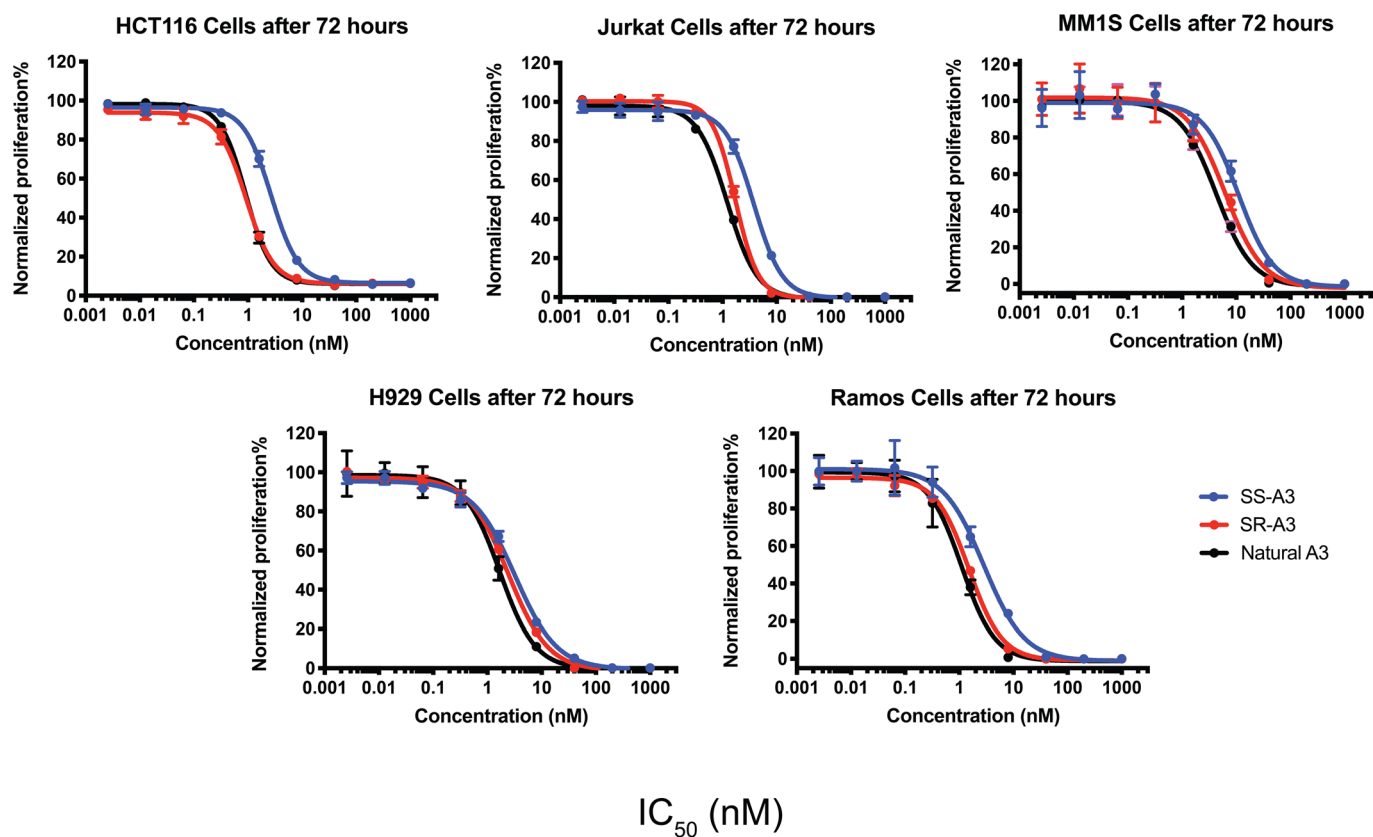 HCT116 Cells after 72 hours
Normalized proliferation%
120
100
80
60
40
20
0
0.001 0.01 0.1 1 10 100 1000
Concentration (nM)
Jurkat Cells after 72 hours
Normalized proliferation%
120
100
80
60
40
20
0
0.001 0.01 0.1 1 10 100 1000
Concentration (nM)
MM1S Cells after 72 hours
Normalized proliferation%
120
100
80
60
40
20
0
0.001 0.01 0.1 1 10 100 1000
Concentration (nM)
H929 Cells after 72 hours
Normalized proliferation%
120
100
80
60
40
20
0
0.001 0.01 0.1 1 10 100 1000
Concentration (nM)
Ramos Cells after 72 hours
Normalized proliferation%
120
100
80
60
40
20
0
0.001 0.01 0.1 1 10 100 1000
Concentration (nM)
SS-A3
SR-A3
Natural A3
IC50 (nM)